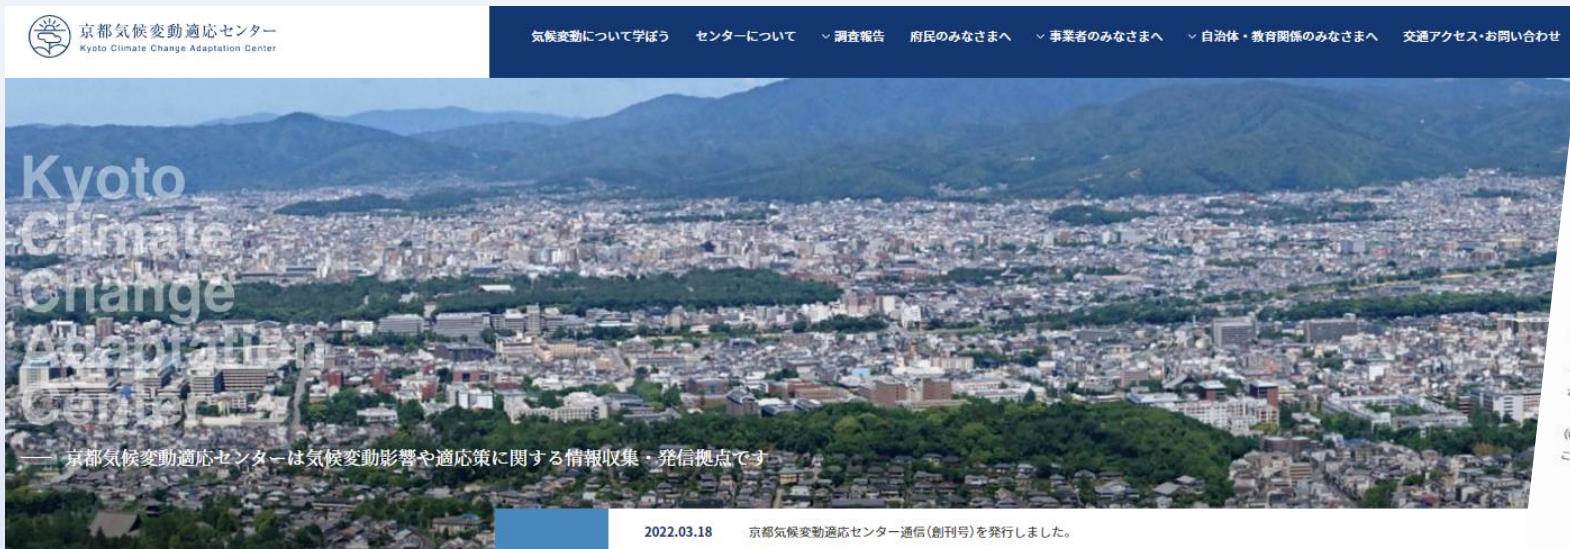 京都気候変動適応センター
Kyoto Climate Change Adaptation Center
気候変動について学ぼう センターについて 調査報告 府民のみなさまへ 事業者のみなさまへ 自治体・教育関係のみなさまへ 交通アクセス・お問い合わせ
Kyoto
Climate
Change
Adaptation
Center
京都気候変動適応センターは気候変動影響や適応策に関する情報収集・発信拠点です
2022.03.18 京都気候変動適応センター通信(創刊号)を発行しました。